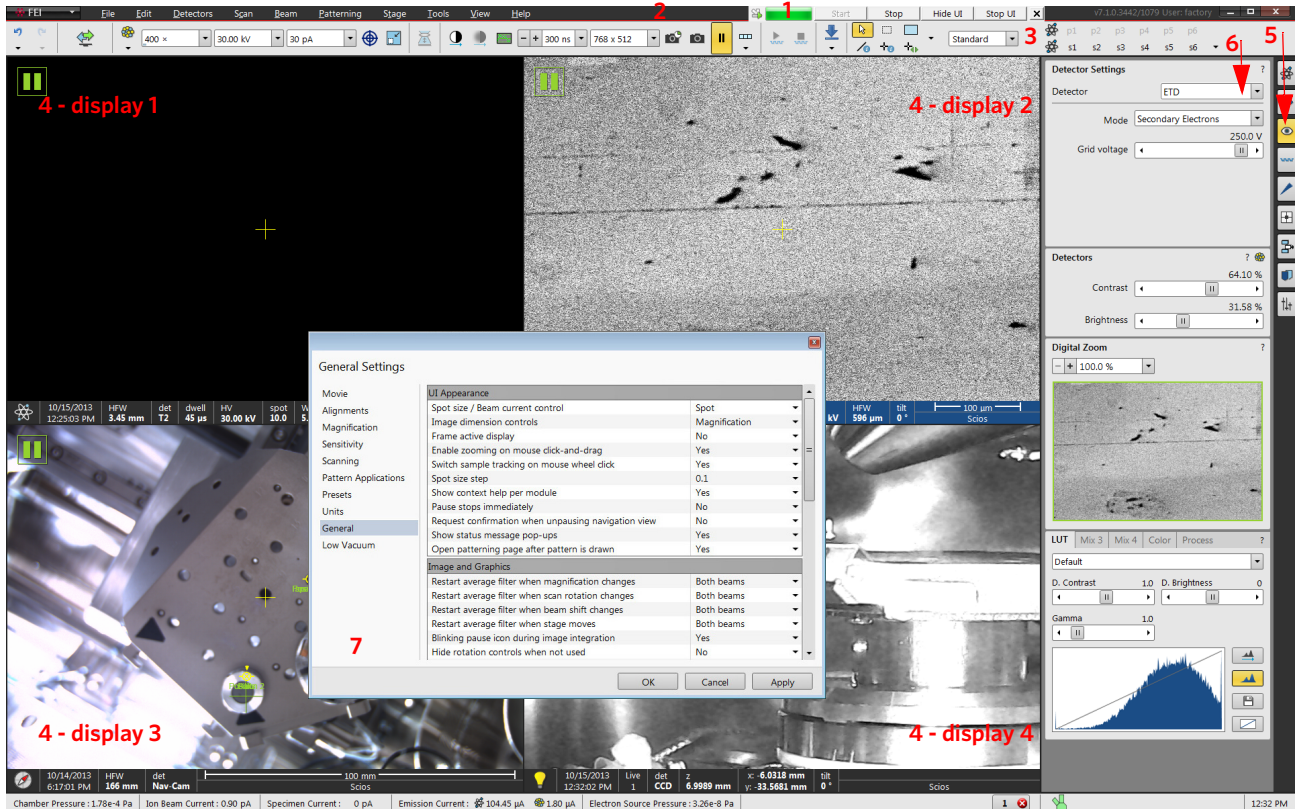 FEI File Edit Detectors Scan Beam Patterning Stage Tools View Help 2 1 Start Stop Hide UI Stop UI v7.1.0.3442/1079 User: factory
400 × 30.00 kV 30 pA 300 ns 768 x 512 Standard 3
p1 p2 p3 p4 p5 p6
s1 s2 s3 s4 s5 s6 6 5
4 - display 1
4 - display 2
Detector Settings ?
Detector ETD
Mode Secondary Electrons
250.0 V
Grid voltage
Detectors ?
64.10 %
Contrast
31.58 %
Brightness
Digital Zoom ?
100.0 %
10/15/2013 HFW det dwell HV spot
12:25:03 PM 3.45 mm T2 45 µs 30.00 kV 10.0
HFW tilt 100 µm
kV 596 µm 0 ° Scios
General Settings
Movie
Alignments
Magnification
Sensitivity
Scanning
Pattern Applications
Presets
Units
General
Low Vacuum
UI Appearance
Spot size / Beam current control Spot
Image dimension controls Magnification
Frame active display No
Enable zooming on mouse click-and-drag Yes
Switch sample tracking on mouse wheel click Yes
Spot size step 0.1
Show context help per module Yes
Pause stops immediately No
Request confirmation when unpausing navigation view No
Show status message pop-ups Yes
Open patterning page after pattern is drawn Yes
Image and Graphics
Restart average filter when magnification changes Both beams
Restart average filter when scan rotation changes Both beams
Restart average filter when beam shift changes Both beams
Restart average filter when stage moves Both beams
Blinking pause icon during image integration Yes
Hide rotation controls when not used No
7
OK Cancel Apply
LUT Mix 3 Mix 4 Color Process ?
Default
D. Contrast 1.0 D. Brightness 0
Gamma 1.0
4 - display 3
4 - display 4
10/14/2013 HFW det 100 mm
6:17:01 PM 166 mm Nav-Cam Scios
10/15/2013 Live det z x: -6.0318 mm tilt
12:32:02 PM 1 CCD 6.9989 mm y: -33.5681 mm 0 ° Scios
Chamber Pressure : 1.78e-4 Pa Ion Beam Current : 0.90 pA Specimen Current : 0 pA Emission Current : 104.45 µA 1.80 µA Electron Source Pressure : 3.26e-8 Pa 1 12:32 PM